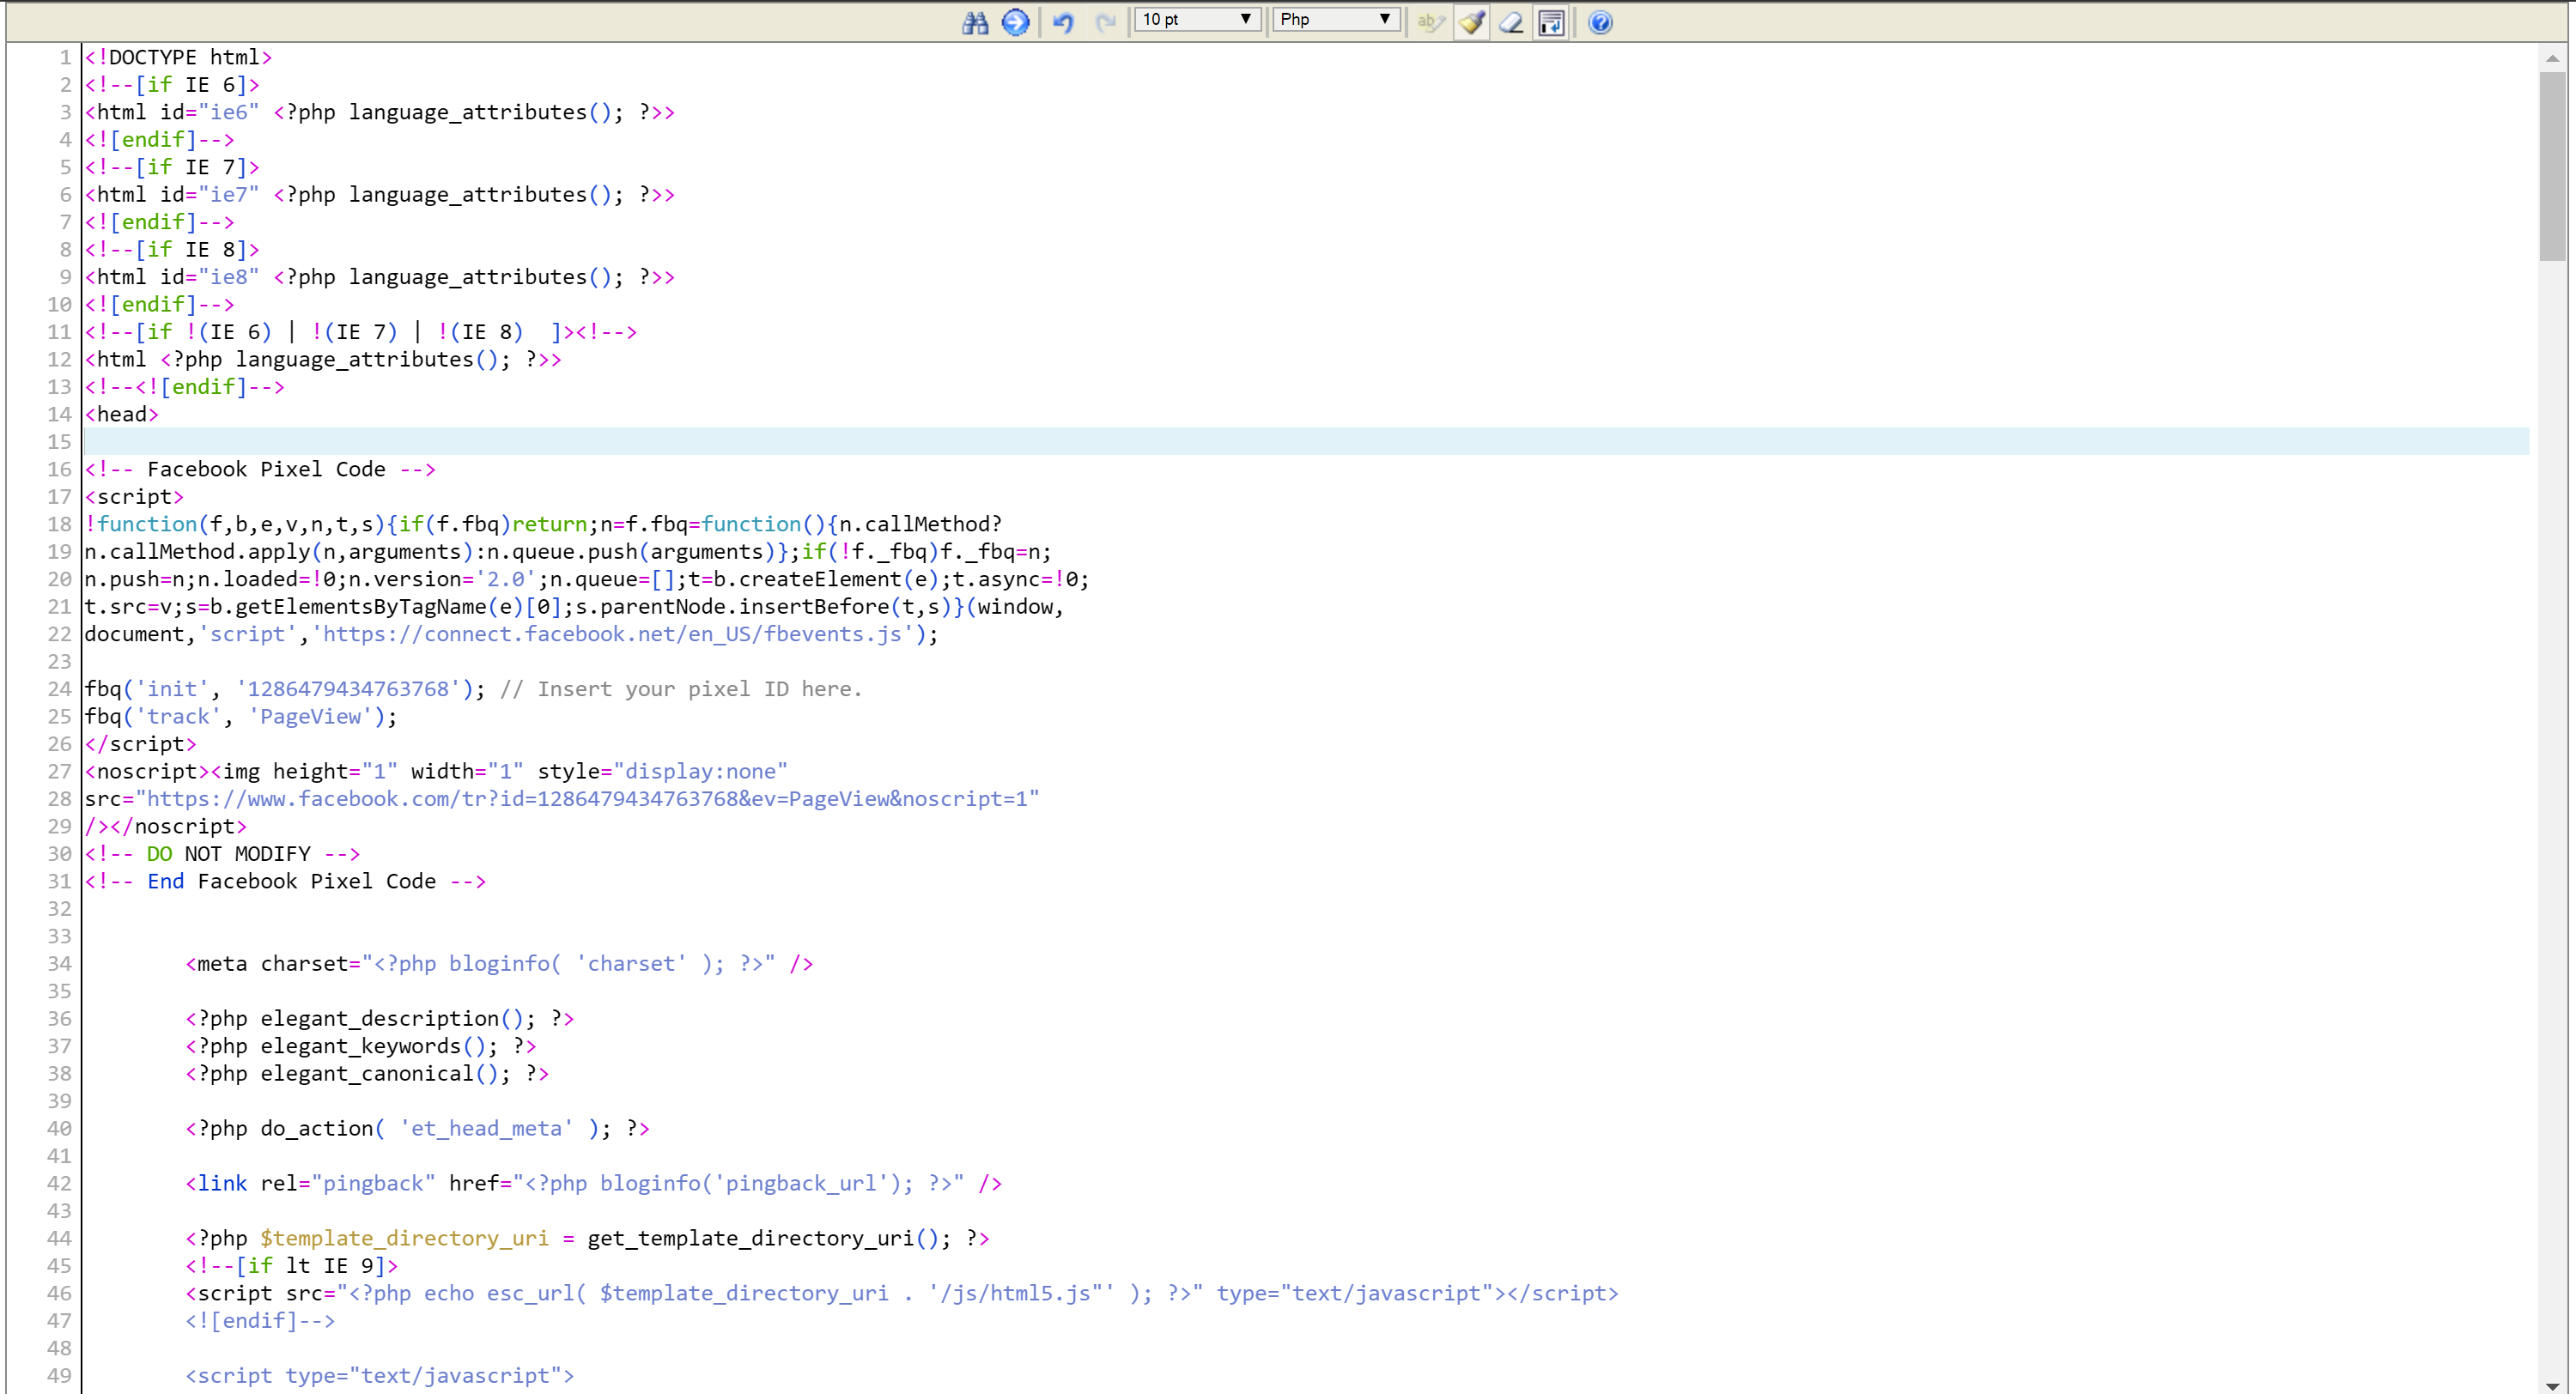 10 pt Php
1 <!DOCTYPE html>
2 <!--[if IE 6]>
3 <html id="ie6" <?php language_attributes(); ?>>
4 <![endif]-->
5 <!--[if IE 7]>
6 <html id="ie7" <?php language_attributes(); ?>>
7 <![endif]-->
8 <!--[if IE 8]>
9 <html id="ie8" <?php language_attributes(); ?>>
10 <![endif]-->
11 <!--[if !(IE 6) | !(IE 7) | !(IE 8)  ]><!-->
12 <html <?php language_attributes(); ?>>
13 <!--<![endif]-->
14 <head>
15
16 <!-- Facebook Pixel Code -->
17 <script>
18 !function(f,b,e,v,n,t,s){if(f.fbq)return;n=f.fbq=function(){n.callMethod?
19 n.callMethod.apply(n,arguments):n.queue.push(arguments)};if(!f._fbq)f._fbq=n;
20 n.push=n;n.loaded=!0;n.version='2.0';n.queue=[];t=b.createElement(e);t.async=!0;
21 t.src=v;s=b.getElementsByTagName(e)[0];s.parentNode.insertBefore(t,s)}(window,
22 document,'script','https://connect.facebook.net/en_US/fbevents.js');
23
24 fbq('init', '1286479434763768'); // Insert your pixel ID here.
25 fbq('track', 'PageView');
26 </script>
27 <noscript><img height="1" width="1" style="display:none"
28 src="https://www.facebook.com/tr?id=1286479434763768&ev=PageView&noscript=1"
29 /></noscript>
30 <!-- DO NOT MODIFY -->
31 <!-- End Facebook Pixel Code -->
32
33
34 <meta charset="<?php bloginfo( 'charset' ); ?>" />
35
36 <?php elegant_description(); ?>
37 <?php elegant_keywords(); ?>
38 <?php elegant_canonical(); ?>
39
40 <?php do_action( 'et_head_meta' ); ?>
41
42 <link rel="pingback" href="<?php bloginfo('pingback_url'); ?>" />
43
44 <?php $template_directory_uri = get_template_directory_uri(); ?>
45 <!--[if lt IE 9]>
46 <script src="<?php echo esc_url( $template_directory_uri . '/js/html5.js"' ); ?>" type="text/javascript"></script>
47 <![endif]-->
48
49 <script type="text/javascript">